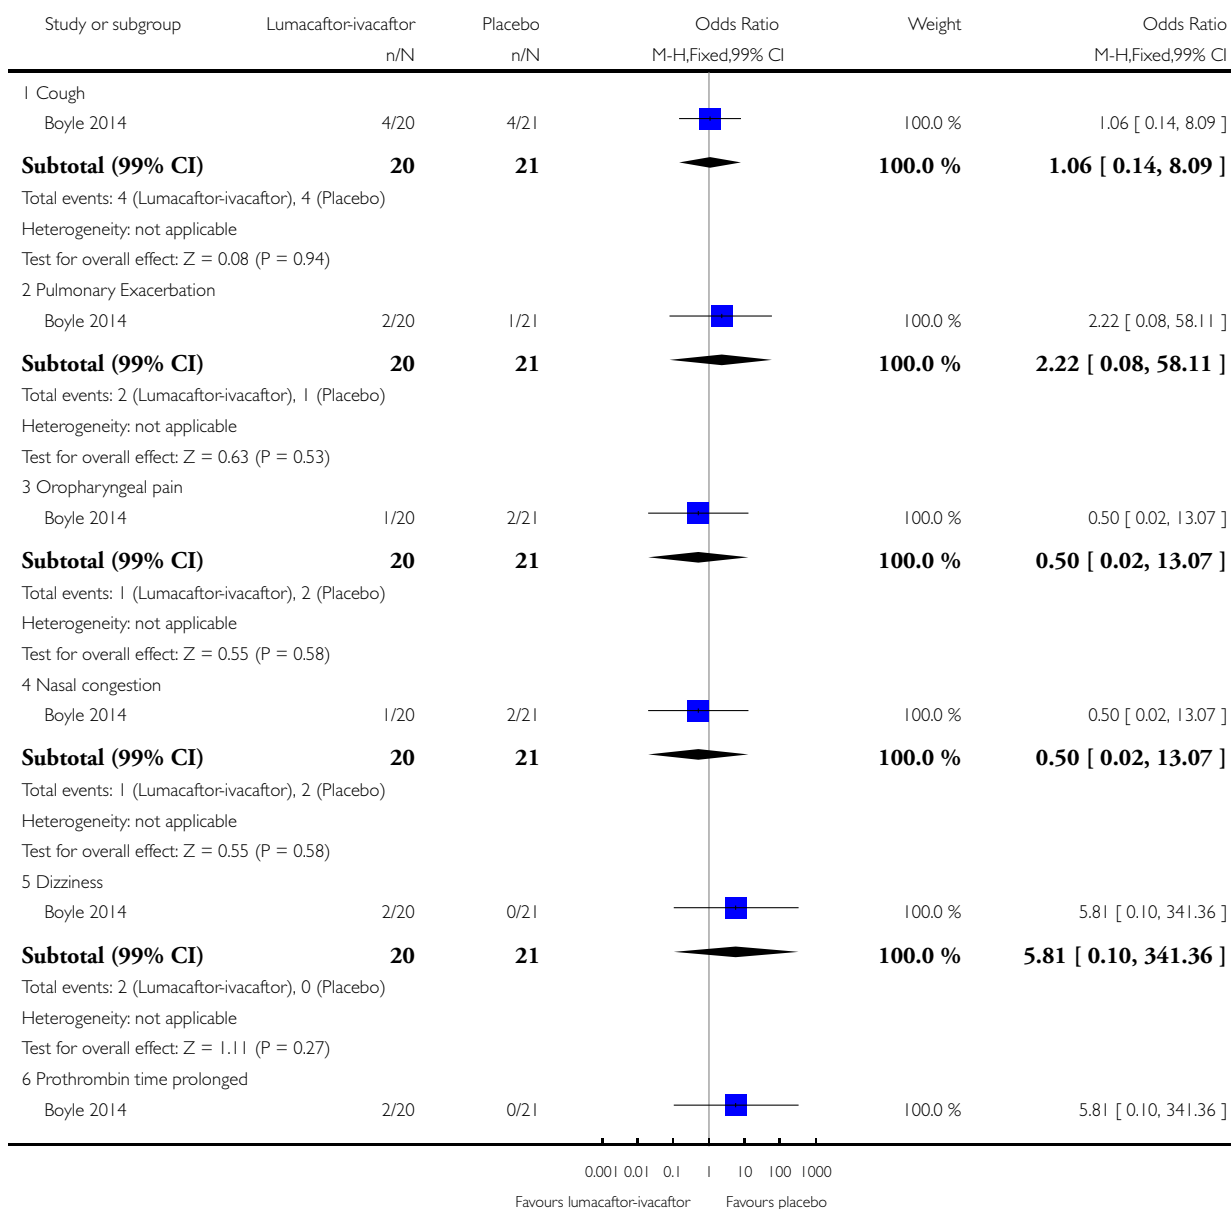 Study or subgroup Lumacaftor-ivacaftor Placebo Odds Ratio Weight Odds Ratio
n/N n/N M-H,Fixed,99% CI M-H,Fixed,99% CI
1 Cough
Boyle 2014 4/20 4/21 100.0 % 1.06 [ 0.14, 8.09 ]
Subtotal (99% CI) 20 21 100.0 % 1.06 [ 0.14, 8.09 ]
Total events: 4 (Lumacaftor-ivacaftor), 4 (Placebo)
Heterogeneity: not applicable
Test for overall effect: Z = 0.08 (P = 0.94)
2 Pulmonary Exacerbation
Boyle 2014 2/20 1/21 100.0 % 2.22 [ 0.08, 58.11 ]
Subtotal (99% CI) 20 21 100.0 % 2.22 [ 0.08, 58.11 ]
Total events: 2 (Lumacaftor-ivacaftor), 1 (Placebo)
Heterogeneity: not applicable
Test for overall effect: Z = 0.63 (P = 0.53)
3 Oropharyngeal pain
Boyle 2014 1/20 2/21 100.0 % 0.50 [ 0.02, 13.07 ]
Subtotal (99% CI) 20 21 100.0 % 0.50 [ 0.02, 13.07 ]
Total events: 1 (Lumacaftor-ivacaftor), 2 (Placebo)
Heterogeneity: not applicable
Test for overall effect: Z = 0.55 (P = 0.58)
4 Nasal congestion
Boyle 2014 1/20 2/21 100.0 % 0.50 [ 0.02, 13.07 ]
Subtotal (99% CI) 20 21 100.0 % 0.50 [ 0.02, 13.07 ]
Total events: 1 (Lumacaftor-ivacaftor), 2 (Placebo)
Heterogeneity: not applicable
Test for overall effect: Z = 0.55 (P = 0.58)
5 Dizziness
Boyle 2014 2/20 0/21 100.0 % 5.81 [ 0.10, 341.36 ]
Subtotal (99% CI) 20 21 100.0 % 5.81 [ 0.10, 341.36 ]
Total events: 2 (Lumacaftor-ivacaftor), 0 (Placebo)
Heterogeneity: not applicable
Test for overall effect: Z = 1.11 (P = 0.27)
6 Prothrombin time prolonged
Boyle 2014 2/20 0/21 100.0 % 5.81 [ 0.10, 341.36 ]
0.001 0.01 0.1 1 10 100 1000
Favours lumacaftor-ivacaftor Favours placebo